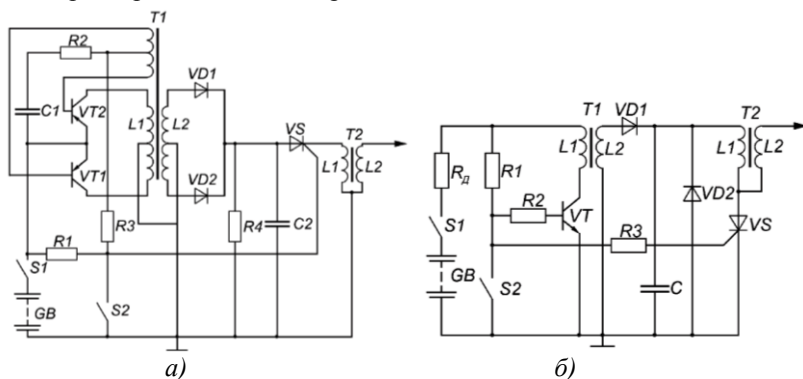 T1
R2
VD1
C1
VT2
L1
L2
VS
T2
L1
L2
VT1
VD2
R3
R4
C2
R1
S1
GB
S2
а)
T1
VD1
T2
L1
L2
L1
L2
Rд
R1
R2
VT
VD2
VS
S1
R3
GB
S2
C
б)